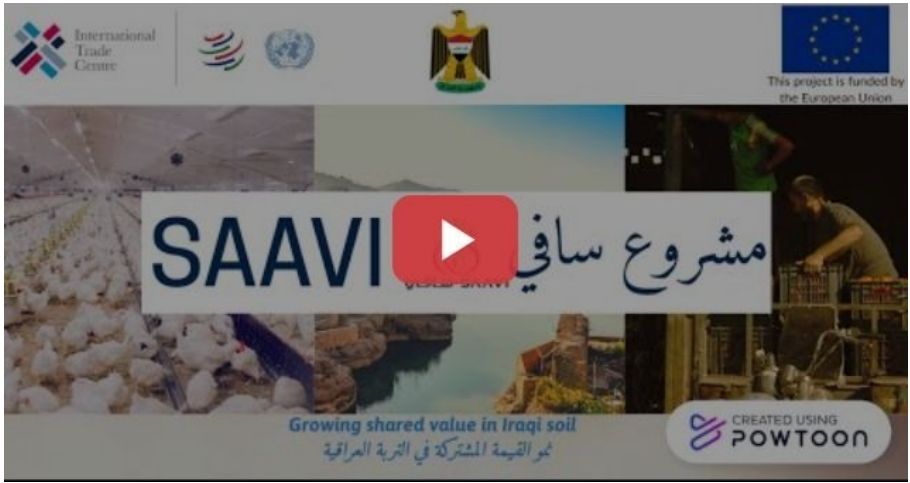 International
Trade
Centre
This project is funded by
the European Union
SAAVI
مشروع سافي
SAAVI
Growing shared value in Iraqi soil
نمو القيمة المشتركة في التربة العراقية
CREATED USING
POWTOON